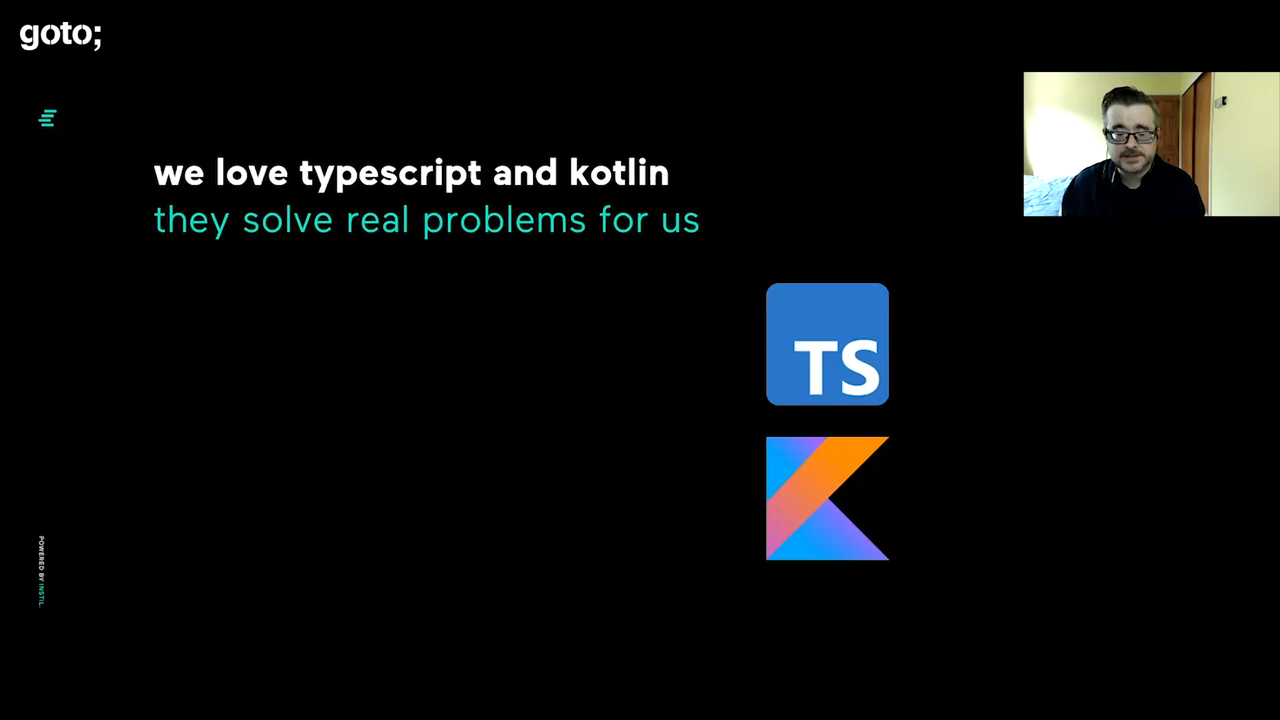 goto;
we love typescript and kotlin
they solve real problems for us
TS
POWERED BY INSTIL.